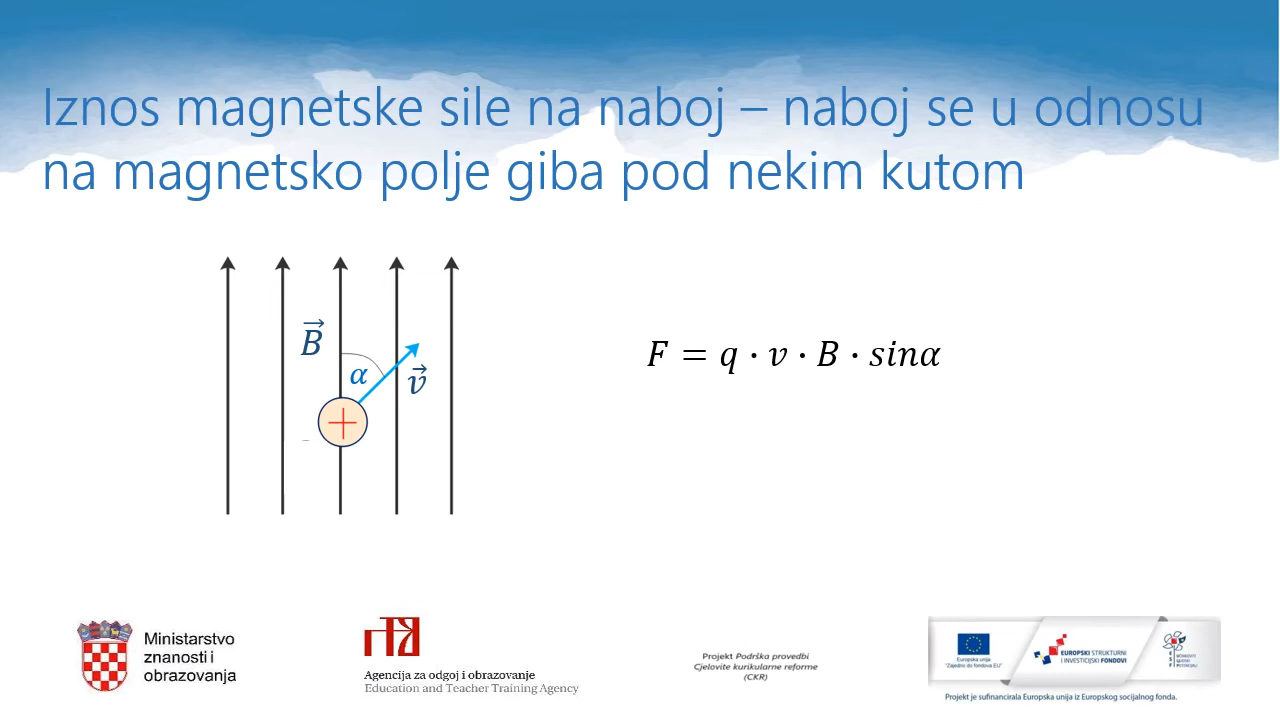 Iznos magnetske sile na naboj – naboj se u odnosu
na magnetsko polje giba pod nekim kutom
B⃗
α
v⃗
F = q · v · B · sinα
Ministarstvo
znanosti i
obrazovanja
Agencija za odgoj i obrazovanje
Education and Teacher Training Agency
Projekt Podrška provedbi
Cjelovite kurikularne reforme
(CKR)
Europska unija
"Zajedno do fondova EU"
EUROPSKI STRUKTURNI
I INVESTICIJSKI FONDOVI
Projekt je sufinancirala Europska unija iz Europskog socijalnog fonda.